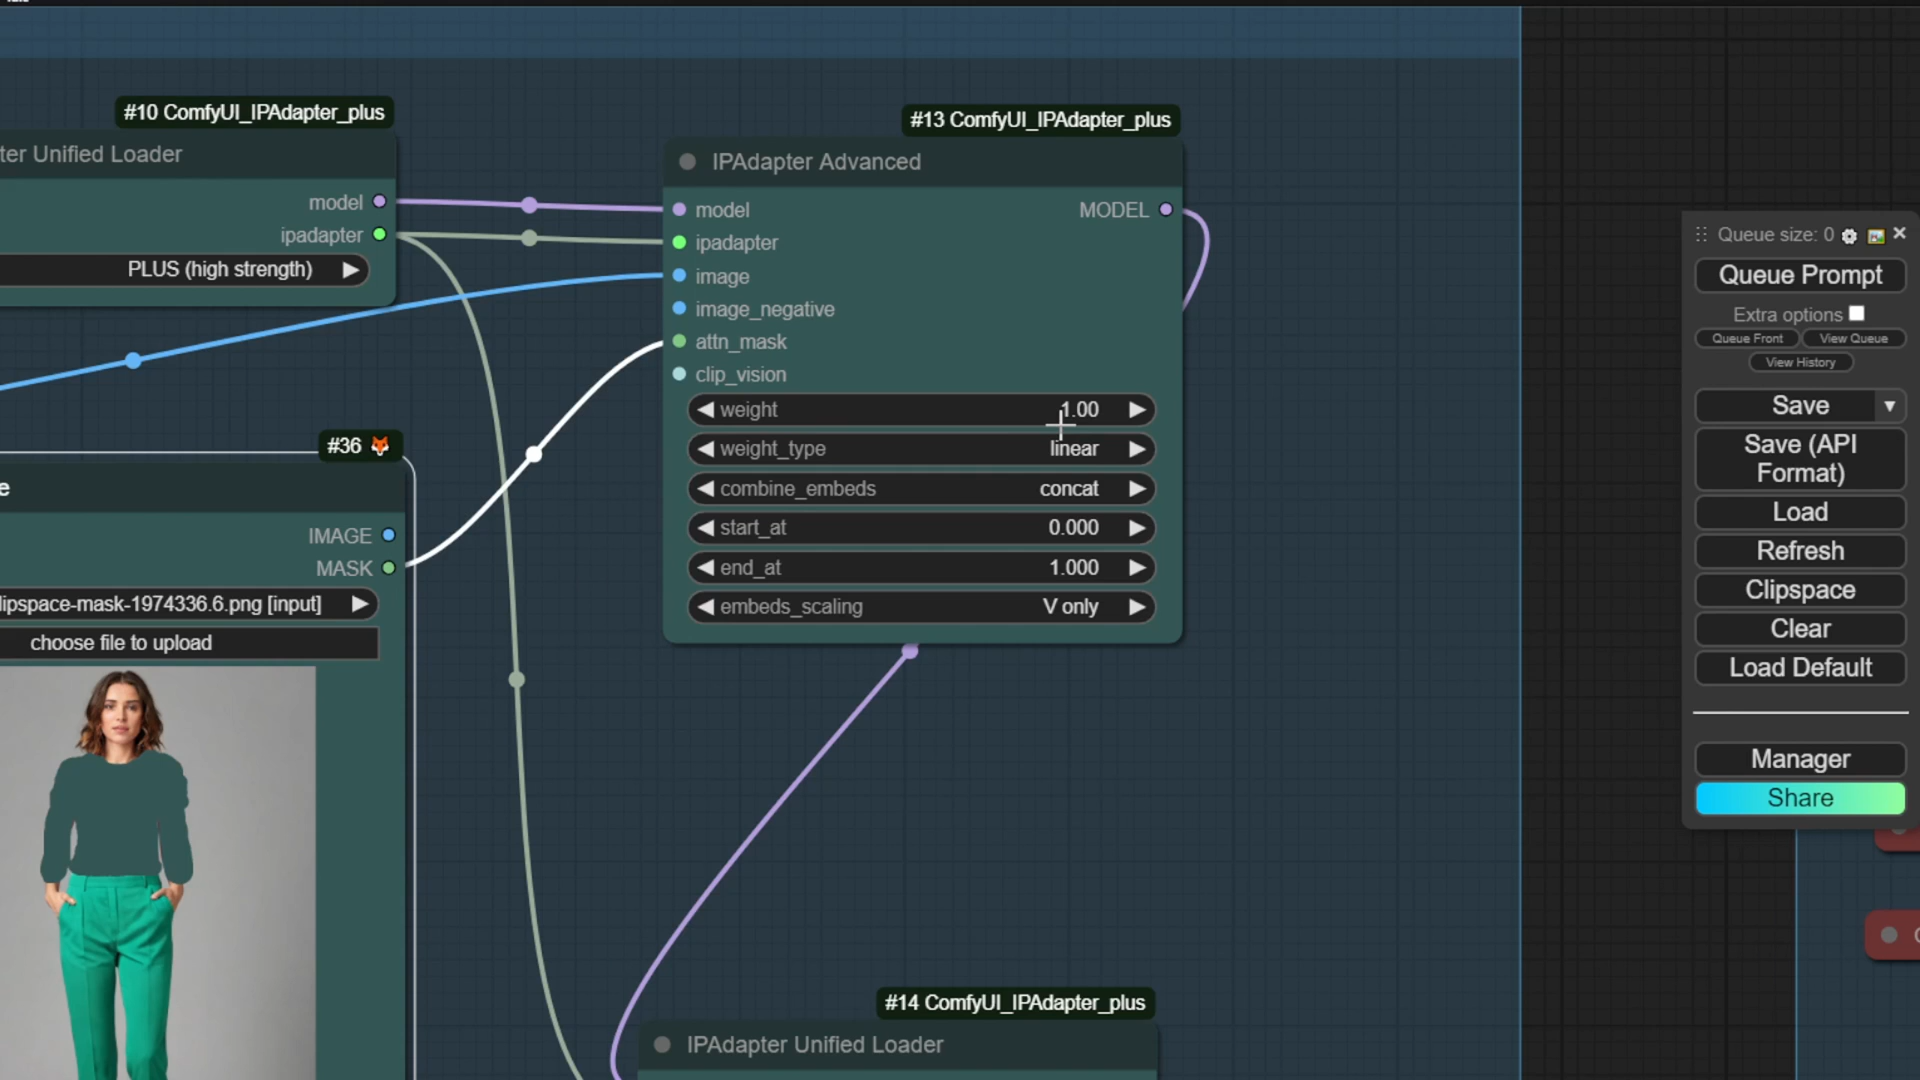 #10 ComfyUI_IPAdapter_plus
ter Unified Loader
model
ipadapter
PLUS (high strength)
#13 ComfyUI_IPAdapter_plus
IPAdapter Advanced
model
MODEL
ipadapter
image
image_negative
attn_mask
clip_vision
weight 1.00
weight_type linear
combine_embeds concat
start_at 0.000
end_at 1.000
embeds_scaling V only
#36
e
IMAGE
MASK
lipspace-mask-1974336.6.png [input]
choose file to upload
#14 ComfyUI_IPAdapter_plus
IPAdapter Unified Loader
Queue size: 0
Queue Prompt
Extra options
Queue Front
View Queue
View History
Save
Save (API
Format)
Load
Refresh
Clipspace
Clear
Load Default
Manager
Share